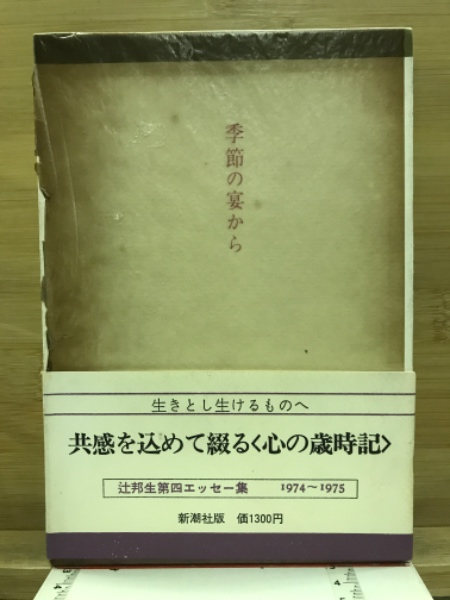 季節の宴から
生きとし生けるものへ
共感を込めて綴る〈心の歳時記〉
辻邦生第四エッセー集 1974～1975
新潮社版 価1300円